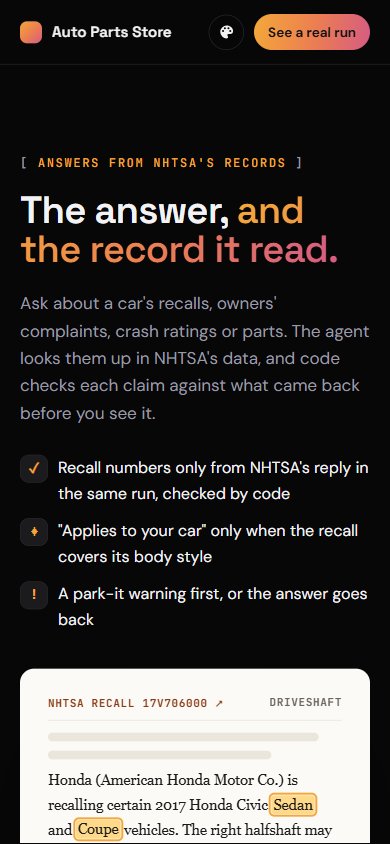 Auto Parts Store
See a real run
[ ANSWERS FROM NHTSA'S RECORDS ]
The answer, and
the record it read.
Ask about a car's recalls, owners'
complaints, crash ratings or parts. The agent
looks them up in NHTSA's data, and code
checks each claim against what came back
before you see it.
✓ Recall numbers only from NHTSA's reply in
the same run, checked by code
♦ "Applies to your car" only when the recall
covers its body style
! A park-it warning first, or the answer goes
back
NHTSA RECALL 17V706000 ↗ DRIVESHAFT
Honda (American Honda Motor Co.) is
recalling certain 2017 Honda Civic Sedan
and Coupe vehicles. The right halfshaft may